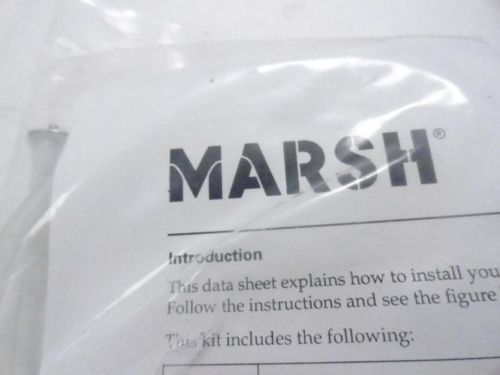 MARSH®
Introduction
This data sheet explains how to install you
Follow the instructions and see the figure
This kit includes the following: